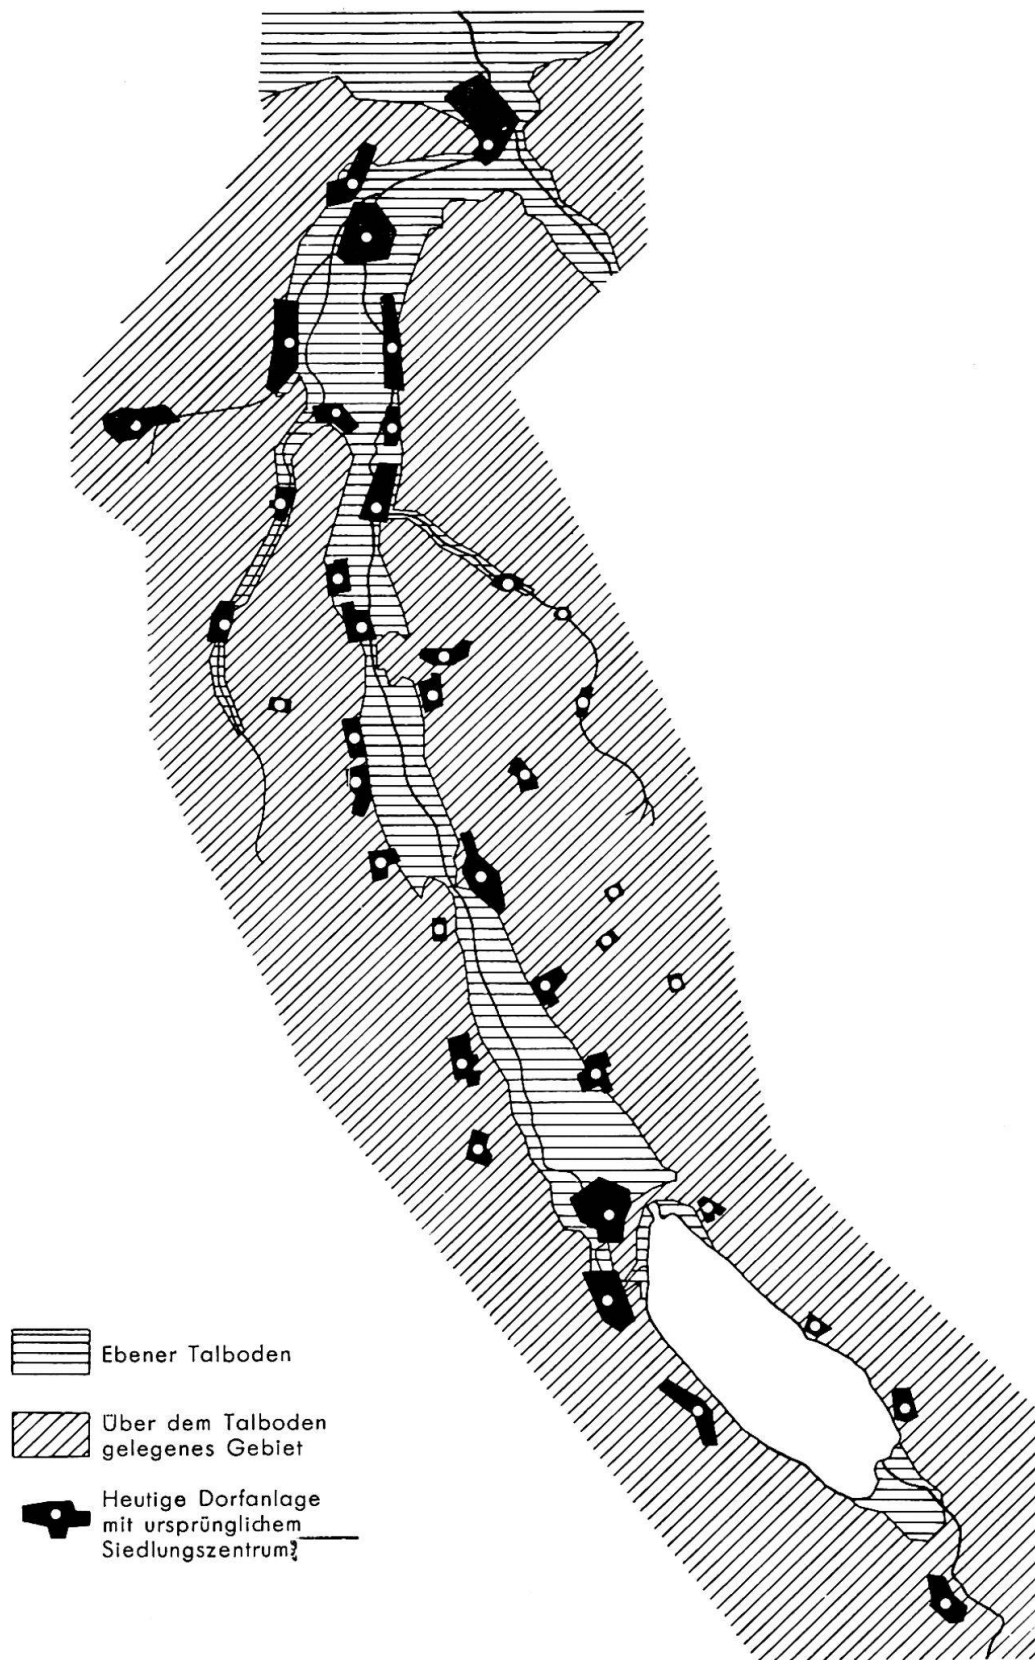 Ebener Talboden
Über dem Talboden
gelegenes Gebiet
Heutige Dorfanlage
mit ursprünglichem
Siedlungszentrum